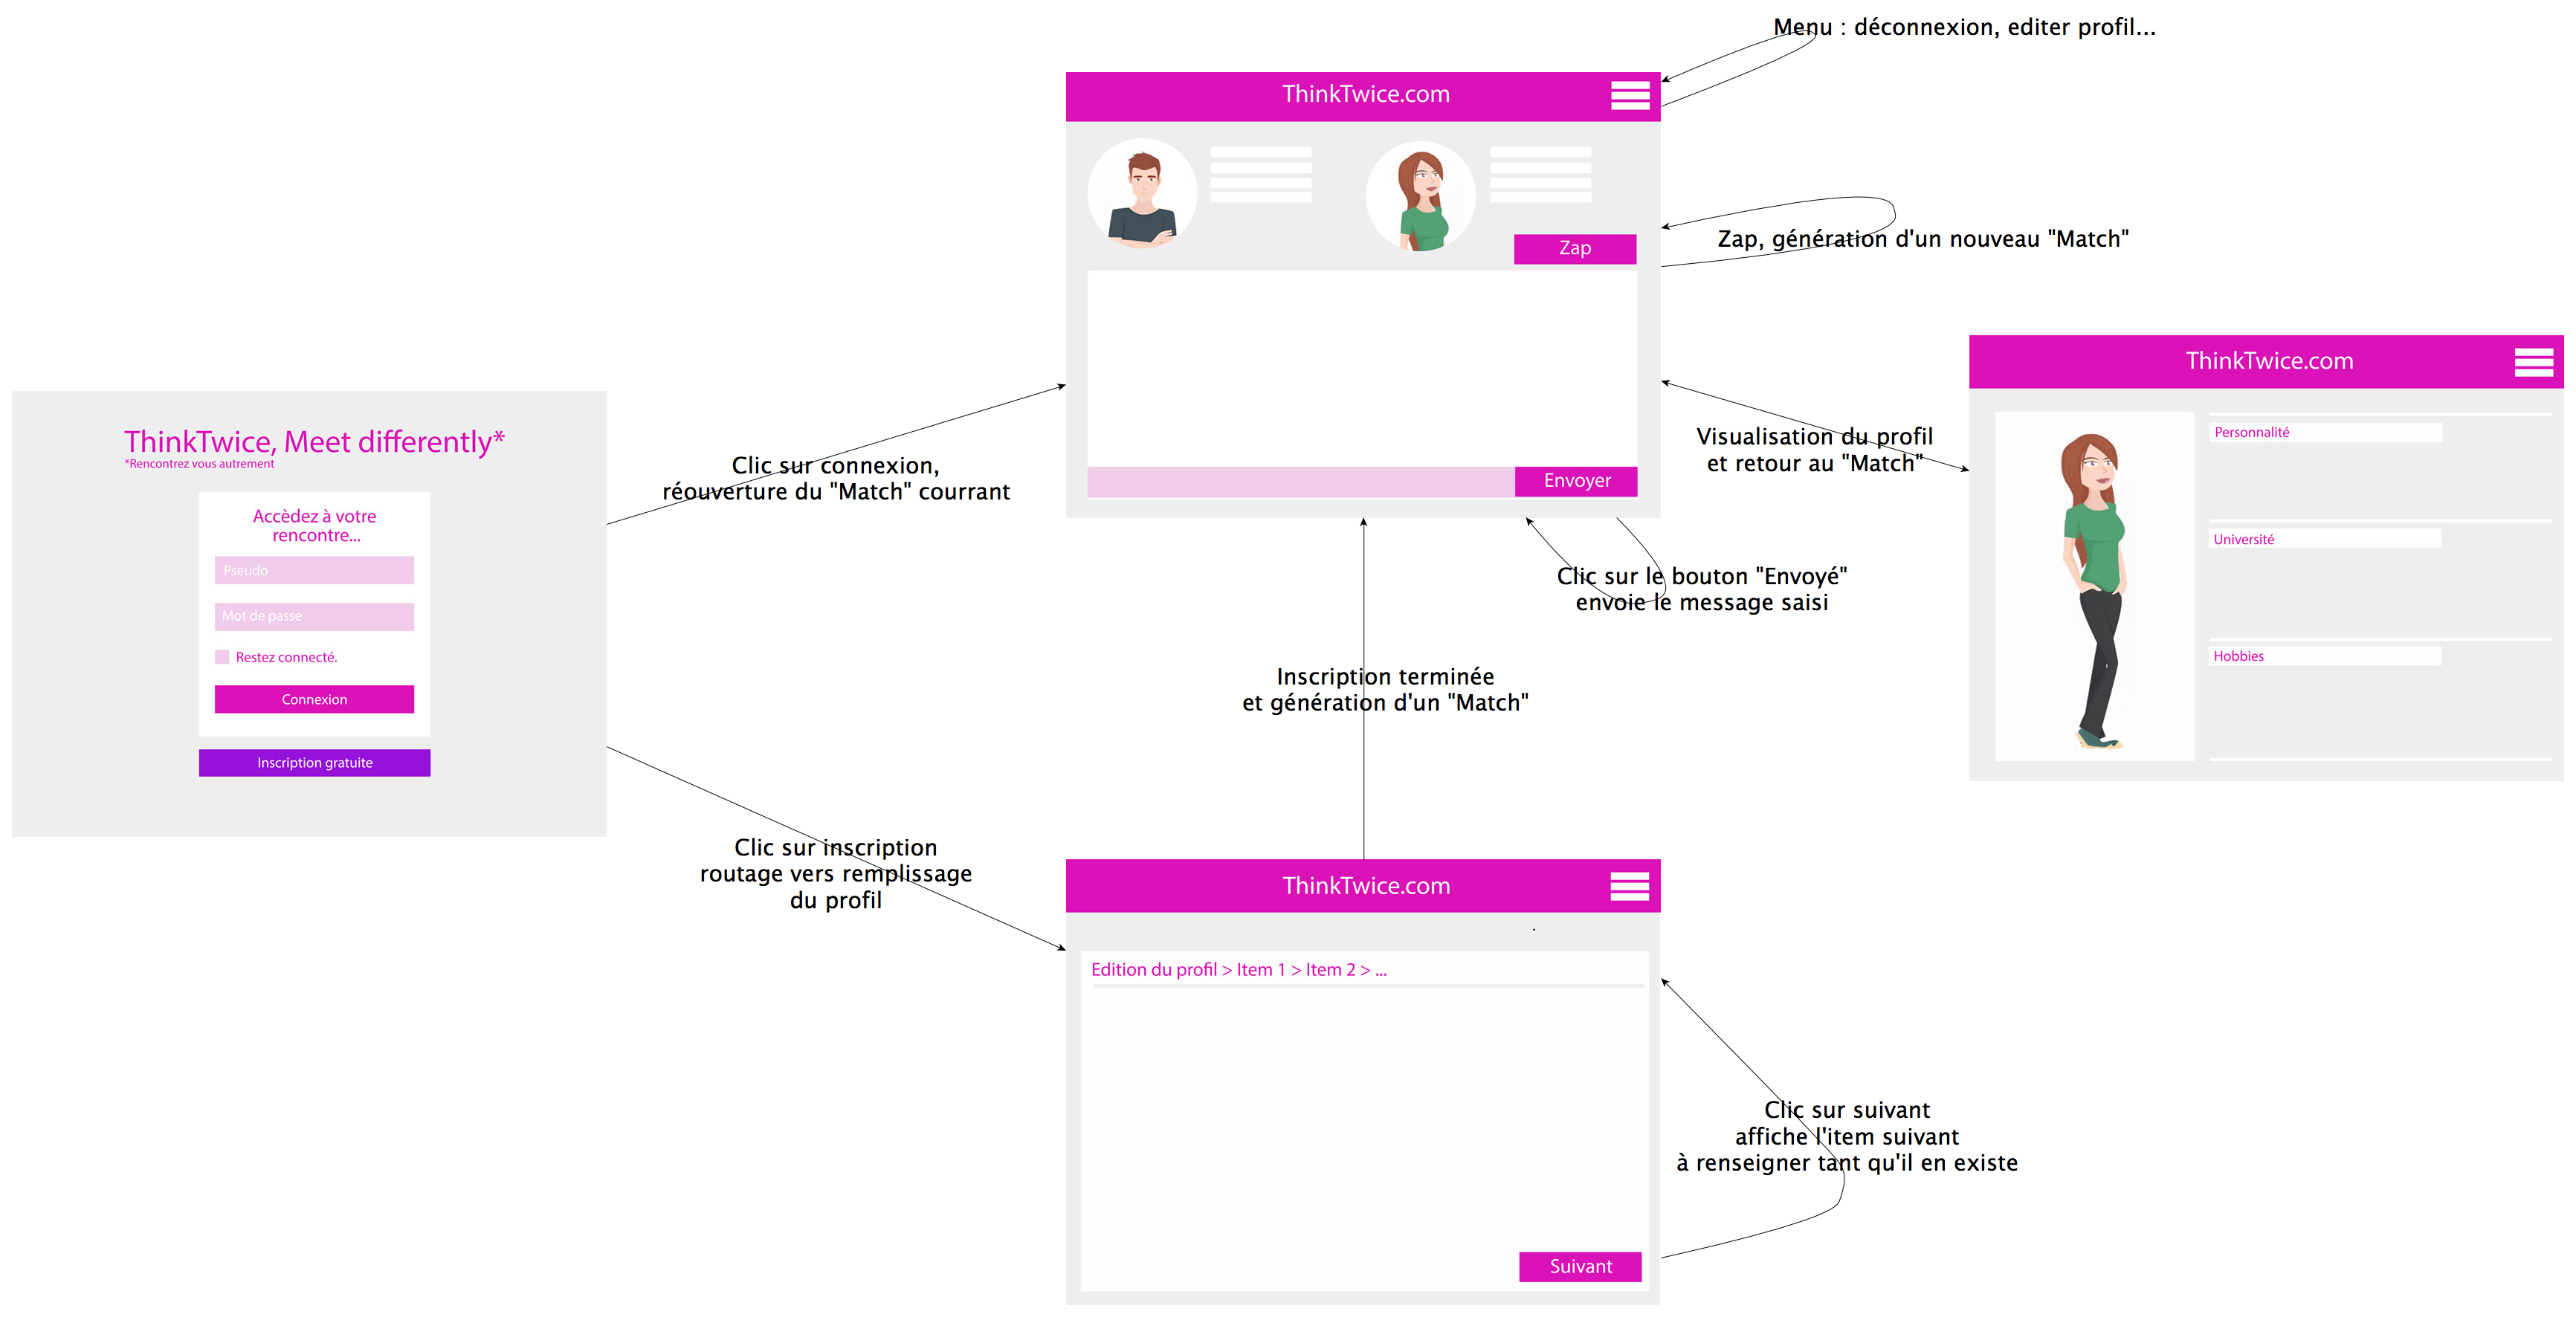 Menu : déconnexion, editer profil...
ThinkTwice.com
Zap
Zap, génération d'un nouveau "Match"
Envoyer
ThinkTwice.com
Personnalité
Université
Hobbies
Visualisation du profil
et retour au "Match"
ThinkTwice, Meet differently*
*Rencontrez vous autrement
Accèdez à votre
rencontre...
Pseudo
Mot de passe
Restez connecté.
Connexion
Inscription gratuite
Clic sur connexion,
réouverture du "Match" courrant
Clic sur le bouton "Envoyé"
envoie le message saisi
Inscription terminée
et génération d'un "Match"
Clic sur inscription
routage vers remplissage
du profil
ThinkTwice.com
Edition du profil > Item 1 > Item 2 > ...
Suivant
Clic sur suivant
affiche l'item suivant
à renseigner tant qu'il en existe